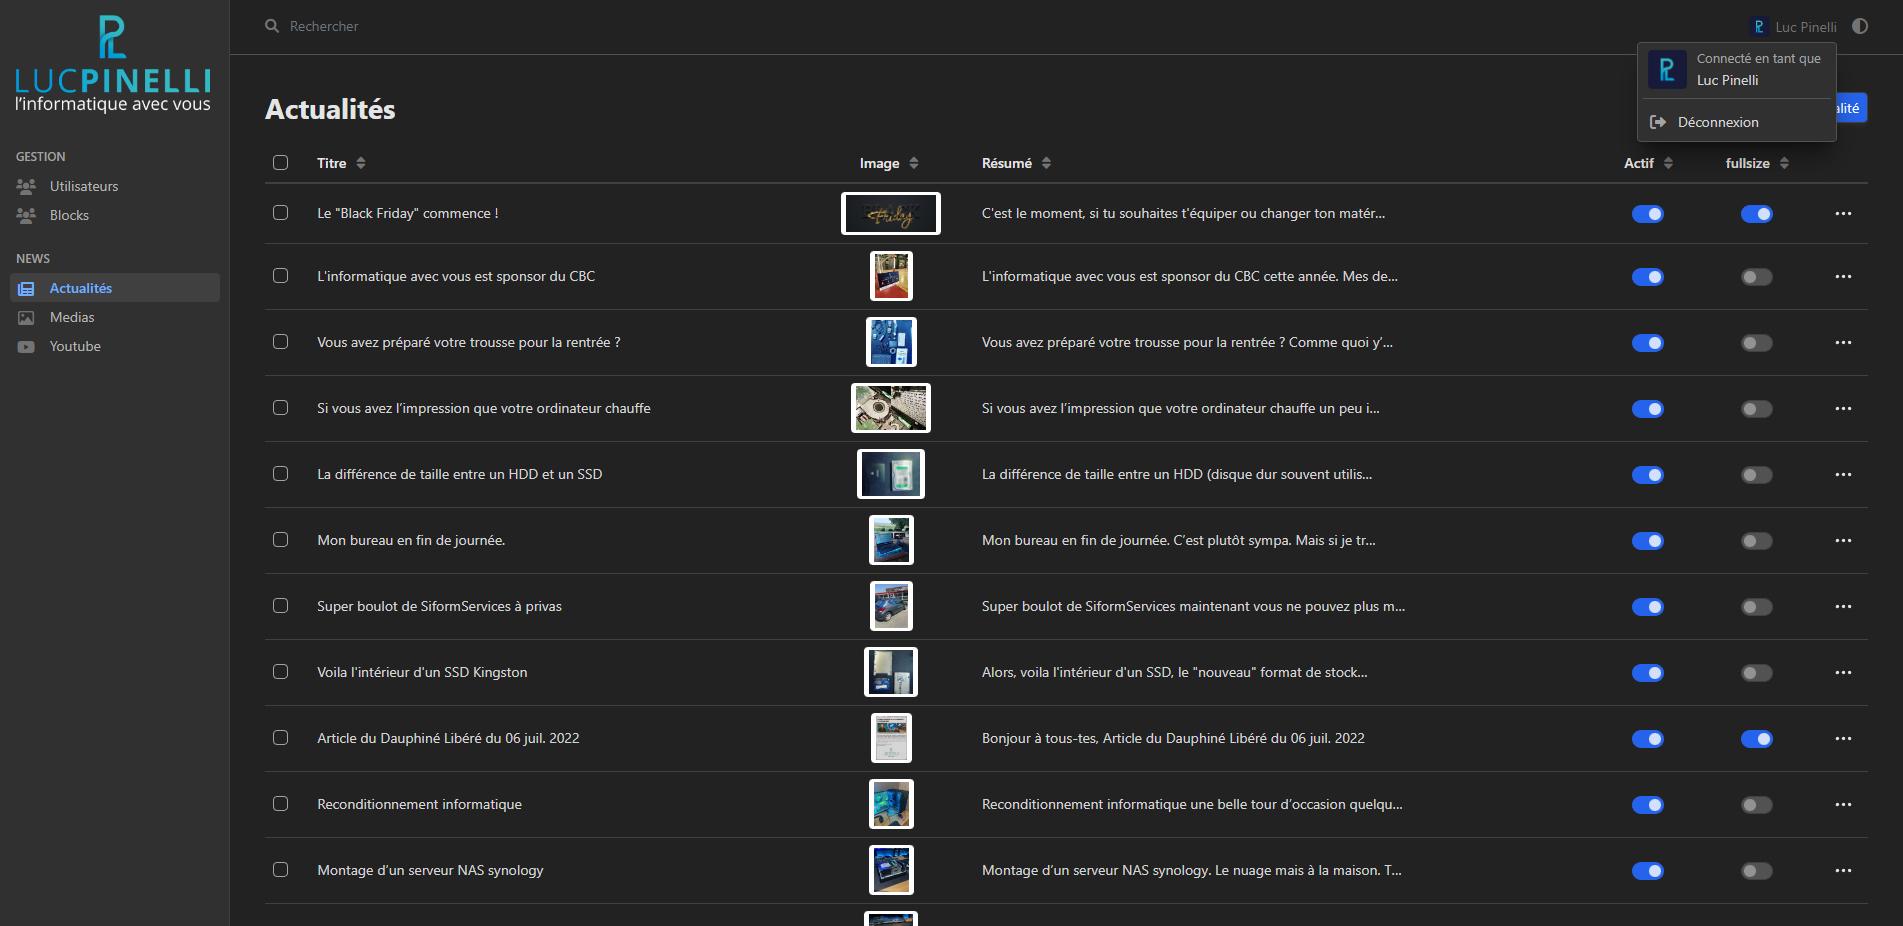 LUCPINELLI
l'informatique avec vous
Rechercher
Luc Pinelli
Connecté en tant que
Luc Pinelli
Déconnexion
GESTION
Utilisateurs
Blocks
NEWS
Actualités
Medias
Youtube
Actualités
alité
Titre Image Résumé Actif fullsize
Le "Black Friday" commence ! Friday C'est le moment, si tu souhaites t'équiper ou changer ton matér...
L'informatique avec vous est sponsor du CBC L'informatique avec vous est sponsor du CBC cette année. Mes de...
Vous avez préparé votre trousse pour la rentrée ? Vous avez préparé votre trousse pour la rentrée ? Comme quoi y’...
Si vous avez l’impression que votre ordinateur chauffe Si vous avez l’impression que votre ordinateur chauffe un peu i...
La différence de taille entre un HDD et un SSD La différence de taille entre un HDD (disque dur souvent utilis...
Mon bureau en fin de journée. Mon bureau en fin de journée. C’est plutôt sympa. Mais si je tr...
Super boulot de SiformServices à privas Super boulot de SiformServices maintenant vous ne pouvez plus m...
Voila l'intérieur d'un SSD Kingston Alors, voila l'intérieur d'un SSD, le "nouveau" format de stock...
Article du Dauphiné Libéré du 06 juil. 2022 Bonjour à tous-tes, Article du Dauphiné Libéré du 06 juil. 2022
Reconditionnement informatique Reconditionnement informatique une belle tour d’occasion quelqu...
Montage d’un serveur NAS synology Montage d’un serveur NAS synology. Le nuage mais à la maison. T...